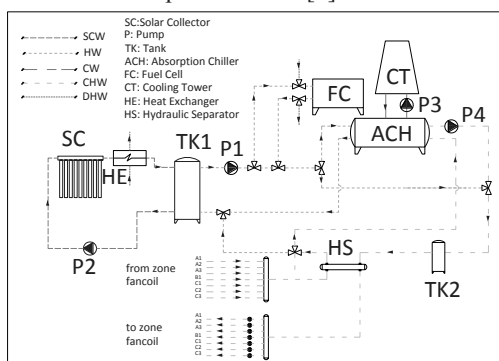 SCW
HW
CW
CHW
DHW
SC:Solar Collector
P: Pump
TK: Tank
ACH: Absorption Chiller
FC: Fuel Cell
CT: Cooling Tower
HE: Heat Exchanger
HS: Hydraulic Separator
FC
CT
P3
P4
ACH
SC
HE
TK1
P1
P2
HS
TK2
from zone
fancoil
A1
A2
A3
B1
C1
C2
C3
to zone
fancoil
A1
A2
A3
B1
C1
C2
C3